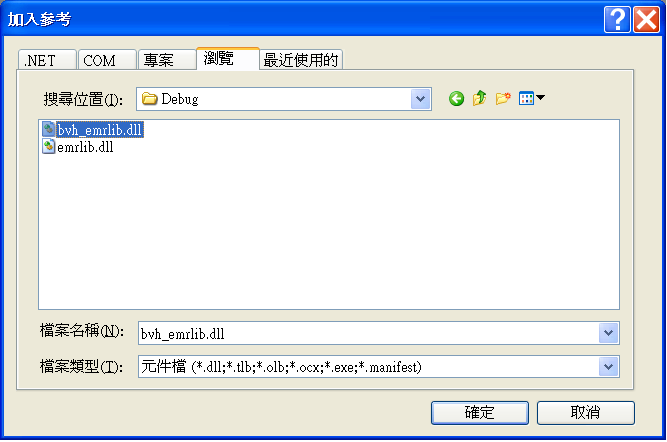 加入參考
.NET COM 專案 瀏覽 最近使用的
搜尋位置(I): Debug
bvh_emrlib.dll
emrlib.dll
檔案名稱(N): bvh_emrlib.dll
檔案類型(T): 元件檔 (*.dll;*.tlb;*.olb;*.ocx;*.exe;*.manifest)
確定 取消